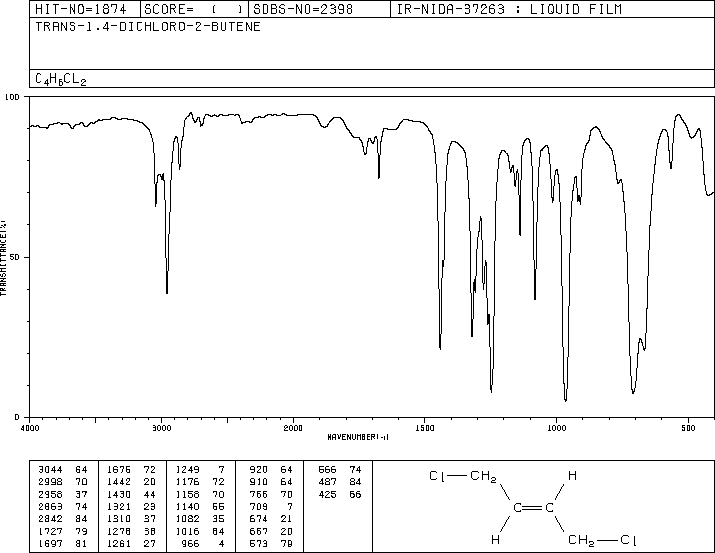 HIT-NO=1874 SCORE= ( ) SDBS-NO=2398 IR-NIDA-37263 : LIQUID FILM
TRANS-1,4-DICHLORO-2-BUTENE
C4H6CL2
100
50
0
TRANSMITTANCE(%)
4000 3000 2000 1500 1000 500
WAVENUMBER(-1)
3044 64 1676 72 1249 7 920 64 566 74
2998 70 1442 20 1176 72 910 64 487 84
2958 37 1430 44 1158 70 766 70 425 66
2863 74 1321 23 1140 55 709 7
2842 84 1310 37 1082 35 674 21
1727 79 1278 38 1016 64 667 20
1697 81 1261 27 966 4 573 79
Cl CH2 H
C C
H CH2 Cl